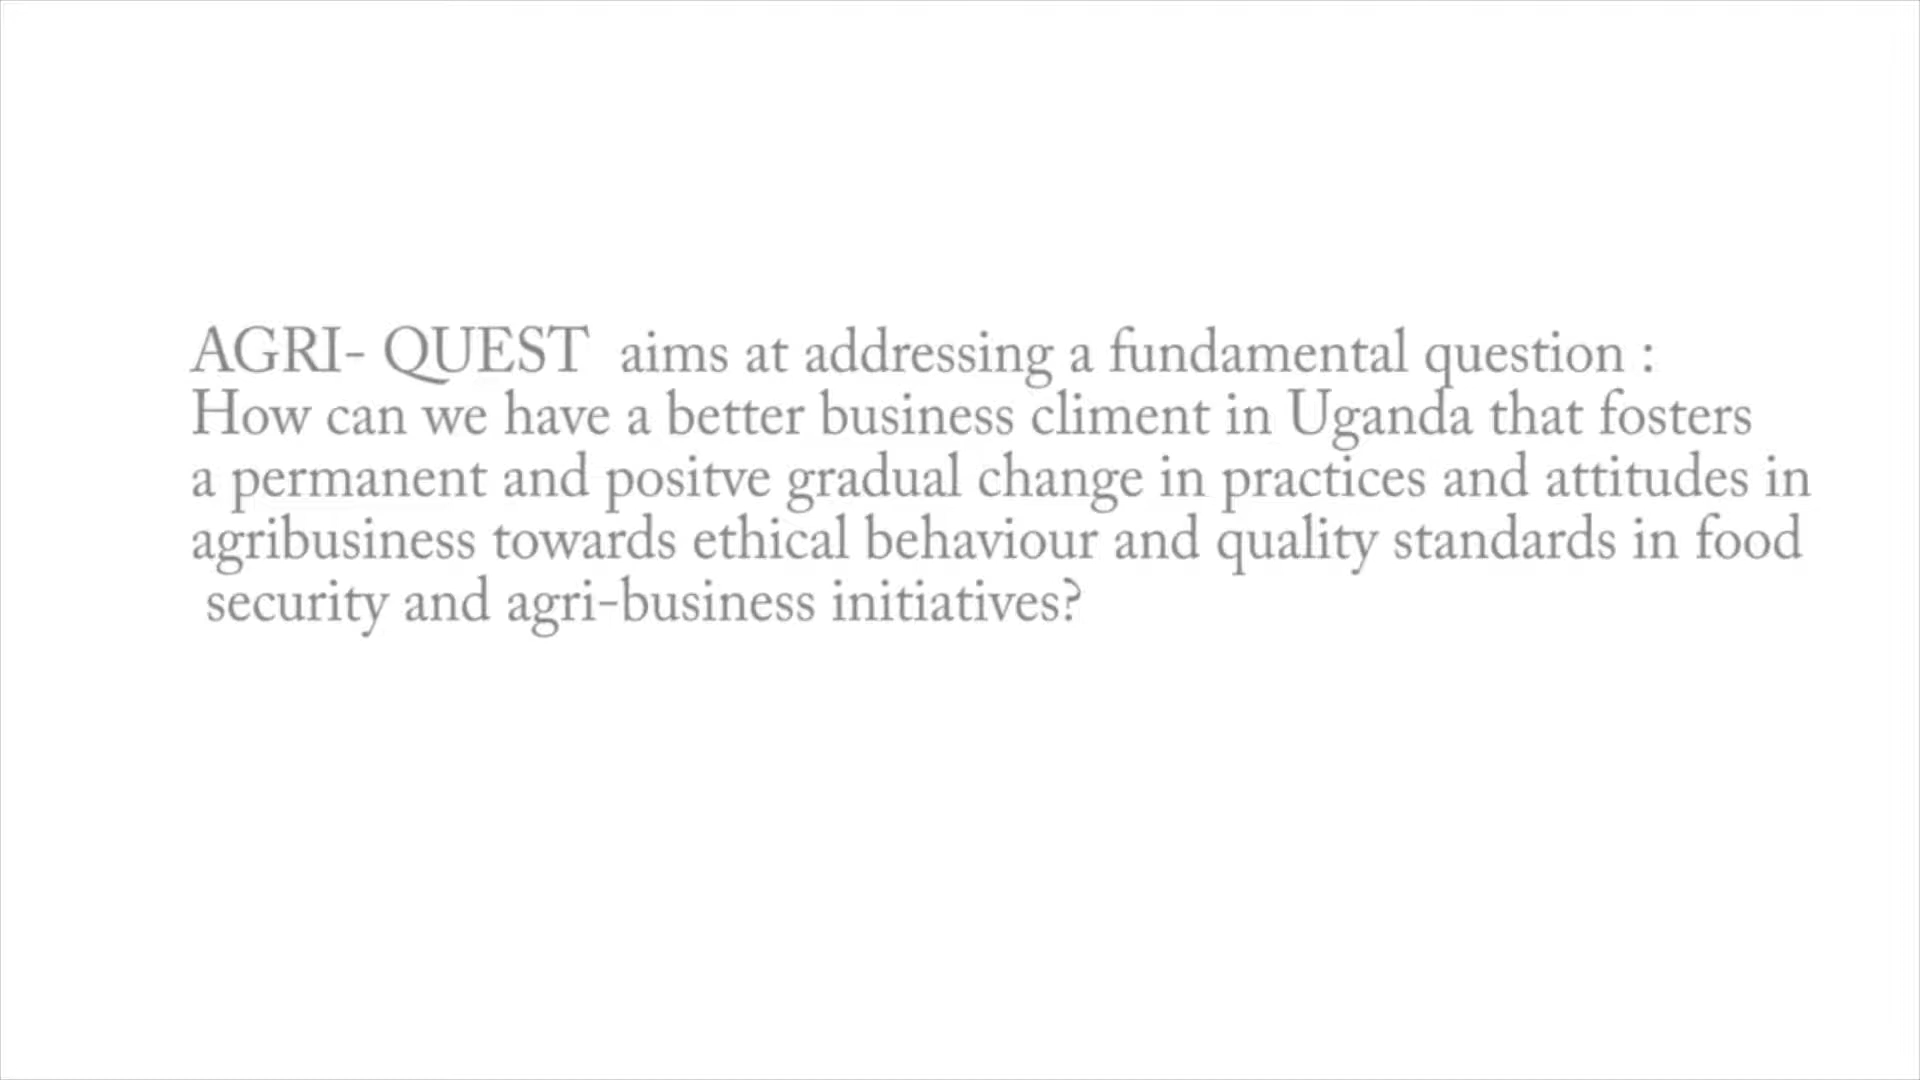 AGRI- QUEST aims at addressing a fundamental question :
How can we have a better business climent in Uganda that fosters
a permanent and positve gradual change in practices and attitudes in
agribusiness towards ethical behaviour and quality standards in food
security and agri-business initiatives?